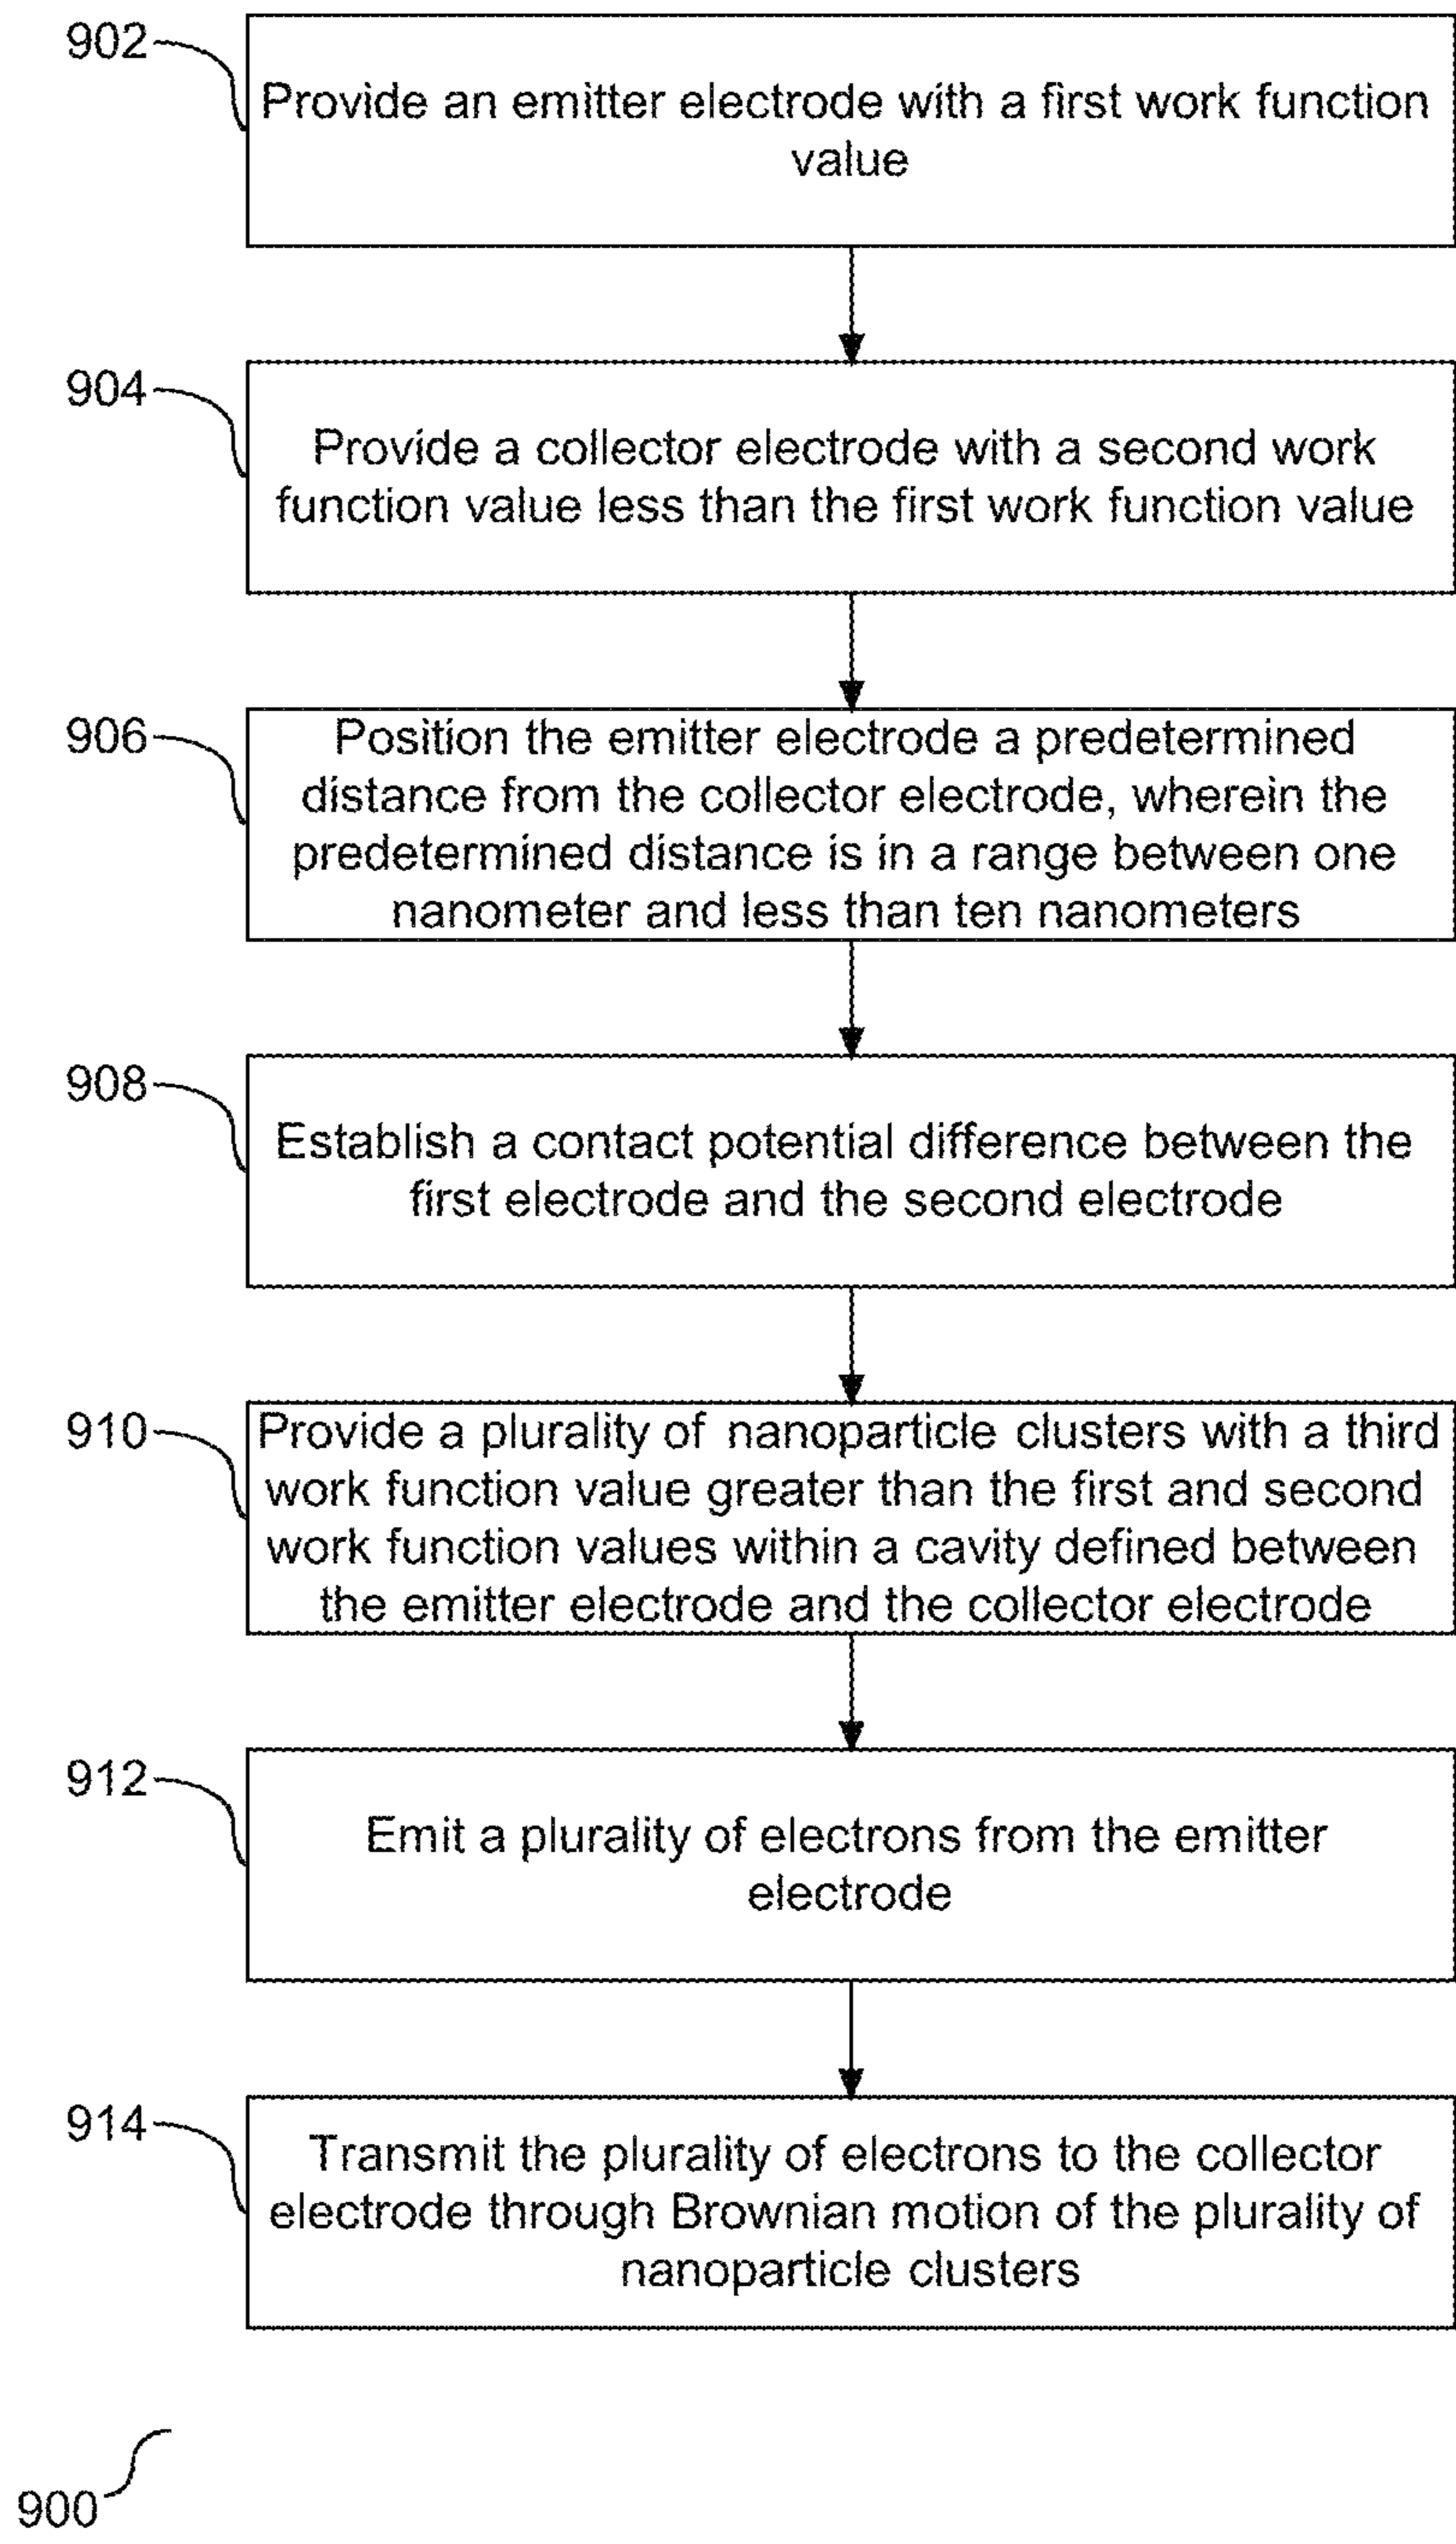 902
Provide an emitter electrode with a first work function
value
904
Provide a collector electrode with a second work
function value less than the first work function value
906
Position the emitter electrode a predetermined
distance from the collector electrode, wherein the
predetermined distance is in a range between one
nanometer and less than ten nanometers
908
Establish a contact potential difference between the
first electrode and the second electrode
910
Provide a plurality of nanoparticle clusters with a third
work function value greater than the first and second
work function values within a cavity defined between
the emitter electrode and the collector electrode
912
Emit a plurality of electrons from the emitter
electrode
914
Transmit the plurality of electrons to the collector
electrode through Brownian motion of the plurality of
nanoparticle clusters
900